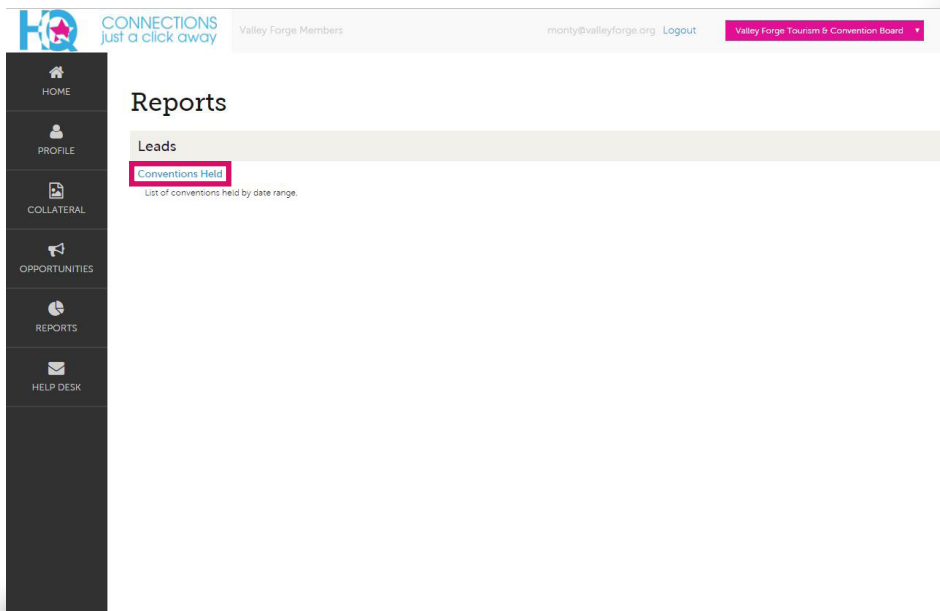 HQ
CONNECTIONS
just a click away
Valley Forge Members
monty@valleyforge.org Logout
Valley Forge Tourism & Convention Board
HOME
PROFILE
COLLATERAL
OPPORTUNITIES
REPORTS
HELP DESK
Reports
Leads
Conventions Held
List of conventions held by date range.